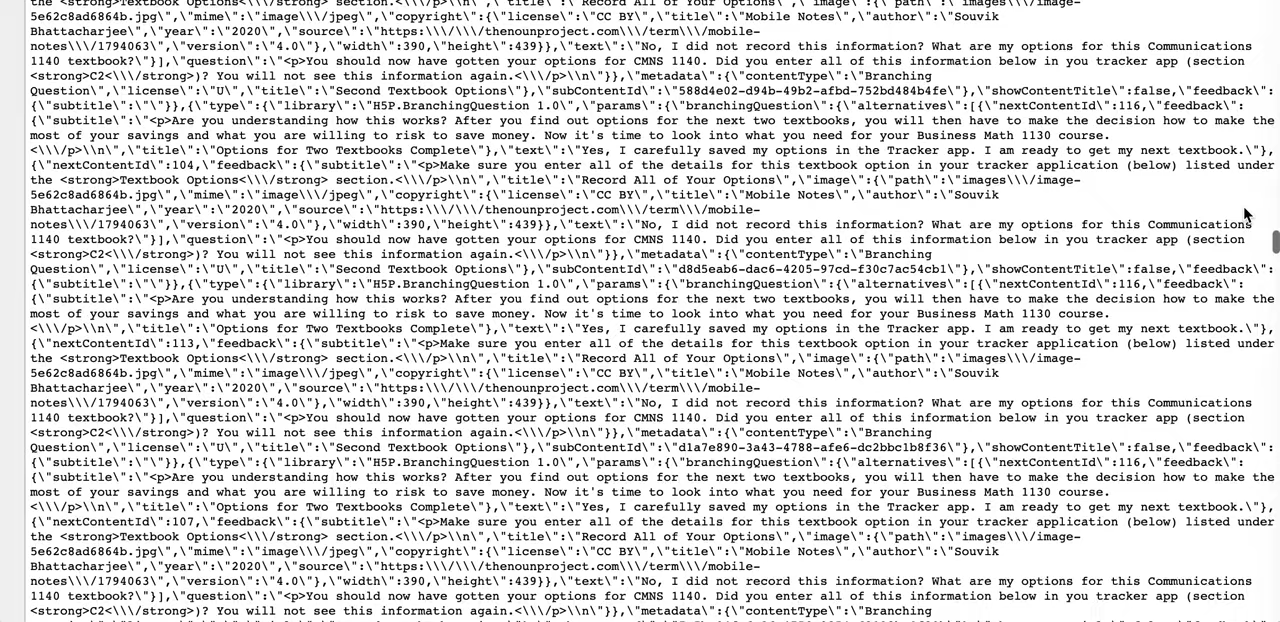 the <strong>Textbook Options<\\\/strong> section.<\\\/p>\\n\",\"title\":\"Record All of Your Options\",\"image\":{\"path\":\"images\\\/image-
5e62c8ad6864b.jpg\",\"mime\":\"image\\\/jpeg\",\"copyright\":{\"license\":\"CC BY\",\"title\":\"Mobile Notes\",\"author\":\"Souvik
Bhattacharjee\",\"year\":\"2020\",\"source\":\"https:\\\/\\\/thenounproject.com\\\/term\\\/mobile-
notes\\\/1794063\",\"version\":\"4.0\"},\"width\":390,\"height\":439}},\"text\":\"No, I did not record this information? What are my options for this Communications
1140 textbook?\"}],\"question\":\"<p>You should now have gotten your options for CMNS 1140. Did you enter all of this information below in you tracker app (section
<strong>C2<\\\/strong>)? You will not see this information again.<\\\/p>\\n\"}},\"metadata\":{\"contentType\":\"Branching
Question\",\"license\":\"U\",\"title\":\"Second Textbook Options\"},\"subContentId\":\"588d4e02-d94b-49b2-afbd-752bd484b4fe\"},\"showContentTitle\":false,\"feedback\":
{\"subtitle\":\"\"}},{\"type\":{\"library\":\"H5P.BranchingQuestion 1.0\",\"params\":{\"branchingQuestion\":{\"alternatives\":[{\"nextContentId\":116,\"feedback\":
{\"subtitle\":\"<p>Are you understanding how this works? After you find out options for the next two textbooks, you will then have to make the decision how to make the
most of your savings and what you are willing to risk to save money. Now it's time to look into what you need for your Business Math 1130 course.
<\\\/p>\\n\",\"title\":\"Options for Two Textbooks Complete\"},\"text\":\"Yes, I carefully saved my options in the Tracker app. I am ready to get my next textbook.\"},
{\"nextContentId\":104,\"feedback\":{\"subtitle\":\"<p>Make sure you enter all of the details for this textbook option in your tracker application (below) listed under
the <strong>Textbook Options<\\\/strong> section.<\\\/p>\\n\",\"title\":\"Record All of Your Options\",\"image\":{\"path\":\"images\\\/image-
5e62c8ad6864b.jpg\",\"mime\":\"image\\\/jpeg\",\"copyright\":{\"license\":\"CC BY\",\"title\":\"Mobile Notes\",\"author\":\"Souvik
Bhattacharjee\",\"year\":\"2020\",\"source\":\"https:\\\/\\\/thenounproject.com\\\/term\\\/mobile-
notes\\\/1794063\",\"version\":\"4.0\"},\"width\":390,\"height\":439}},\"text\":\"No, I did not record this information? What are my options for this Communications
1140 textbook?\"}],\"question\":\"<p>You should now have gotten your options for CMNS 1140. Did you enter all of this information below in you tracker app (section
<strong>C2<\\\/strong>)? You will not see this information again.<\\\/p>\\n\"}},\"metadata\":{\"contentType\":\"Branching
Question\",\"license\":\"U\",\"title\":\"Second Textbook Options\"},\"subContentId\":\"d8d5eab6-dac6-4205-97cd-f30c7ac54cb1\"},\"showContentTitle\":false,\"feedback\":
{\"subtitle\":\"\"}},{\"type\":{\"library\":\"H5P.BranchingQuestion 1.0\",\"params\":{\"branchingQuestion\":{\"alternatives\":[{\"nextContentId\":116,\"feedback\":
{\"subtitle\":\"<p>Are you understanding how this works? After you find out options for the next two textbooks, you will then have to make the decision how to make the
most of your savings and what you are willing to risk to save money. Now it's time to look into what you need for your Business Math 1130 course.
<\\\/p>\\n\",\"title\":\"Options for Two Textbooks Complete\"},\"text\":\"Yes, I carefully saved my options in the Tracker app. I am ready to get my next textbook.\"},
{\"nextContentId\":113,\"feedback\":{\"subtitle\":\"<p>Make sure you enter all of the details for this textbook option in your tracker application (below) listed under
the <strong>Textbook Options<\\\/strong> section.<\\\/p>\\n\",\"title\":\"Record All of Your Options\",\"image\":{\"path\":\"images\\\/image-
5e62c8ad6864b.jpg\",\"mime\":\"image\\\/jpeg\",\"copyright\":{\"license\":\"CC BY\",\"title\":\"Mobile Notes\",\"author\":\"Souvik
Bhattacharjee\",\"year\":\"2020\",\"source\":\"https:\\\/\\\/thenounproject.com\\\/term\\\/mobile-
notes\\\/1794063\",\"version\":\"4.0\"},\"width\":390,\"height\":439}},\"text\":\"No, I did not record this information? What are my options for this Communications
1140 textbook?\"}],\"question\":\"<p>You should now have gotten your options for CMNS 1140. Did you enter all of this information below in you tracker app (section
<strong>C2<\\\/strong>)? You will not see this information again.<\\\/p>\\n\"}},\"metadata\":{\"contentType\":\"Branching
Question\",\"license\":\"U\",\"title\":\"Second Textbook Options\"},\"subContentId\":\"d1a7e890-3a43-4788-afe6-dc2bbc1b8f36\"},\"showContentTitle\":false,\"feedback\":
{\"subtitle\":\"\"}},{\"type\":{\"library\":\"H5P.BranchingQuestion 1.0\",\"params\":{\"branchingQuestion\":{\"alternatives\":[{\"nextContentId\":116,\"feedback\":
{\"subtitle\":\"<p>Are you understanding how this works? After you find out options for the next two textbooks, you will then have to make the decision how to make the
most of your savings and what you are willing to risk to save money. Now it's time to look into what you need for your Business Math 1130 course.
<\\\/p>\\n\",\"title\":\"Options for Two Textbooks Complete\"},\"text\":\"Yes, I carefully saved my options in the Tracker app. I am ready to get my next textbook.\"},
{\"nextContentId\":107,\"feedback\":{\"subtitle\":\"<p>Make sure you enter all of the details for this textbook option in your tracker application (below) listed under
the <strong>Textbook Options<\\\/strong> section.<\\\/p>\\n\",\"title\":\"Record All of Your Options\",\"image\":{\"path\":\"images\\\/image-
5e62c8ad6864b.jpg\",\"mime\":\"image\\\/jpeg\",\"copyright\":{\"license\":\"CC BY\",\"title\":\"Mobile Notes\",\"author\":\"Souvik
Bhattacharjee\",\"year\":\"2020\",\"source\":\"https:\\\/\\\/thenounproject.com\\\/term\\\/mobile-
notes\\\/1794063\",\"version\":\"4.0\"},\"width\":390,\"height\":439}},\"text\":\"No, I did not record this information? What are my options for this Communications
1140 textbook?\"}],\"question\":\"<p>You should now have gotten your options for CMNS 1140. Did you enter all of this information below in you tracker app (section
<strong>C2<\\\/strong>)? You will not see this information again.<\\\/p>\\n\"}},\"metadata\":{\"contentType\":\"Branching